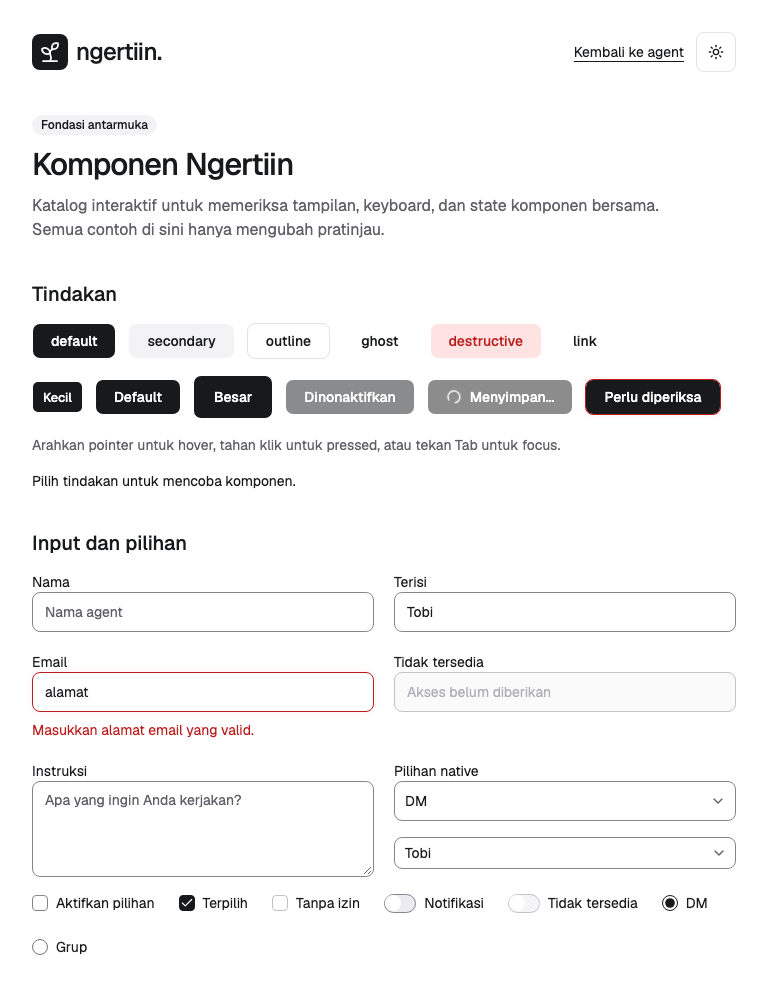 ngertiin.
Kembali ke agent
Fondasi antarmuka
Komponen Ngertiin
Katalog interaktif untuk memeriksa tampilan, keyboard, dan state komponen bersama.
Semua contoh di sini hanya mengubah pratinjau.
Tindakan
default secondary outline ghost destructive link
Kecil Default Besar Dinonaktifkan Menyimpan... Perlu diperiksa
Arahkan pointer untuk hover, tahan klik untuk pressed, atau tekan Tab untuk focus.
Pilih tindakan untuk mencoba komponen.
Input dan pilihan
Nama
Nama agent
Terisi
Tobi
Email
alamat
Masukkan alamat email yang valid.
Tidak tersedia
Akses belum diberikan
Instruksi
Apa yang ingin Anda kerjakan?
Pilihan native
DM
Tobi
Aktifkan pilihan Terpilih Tanpa izin Notifikasi Tidak tersedia DM
Grup